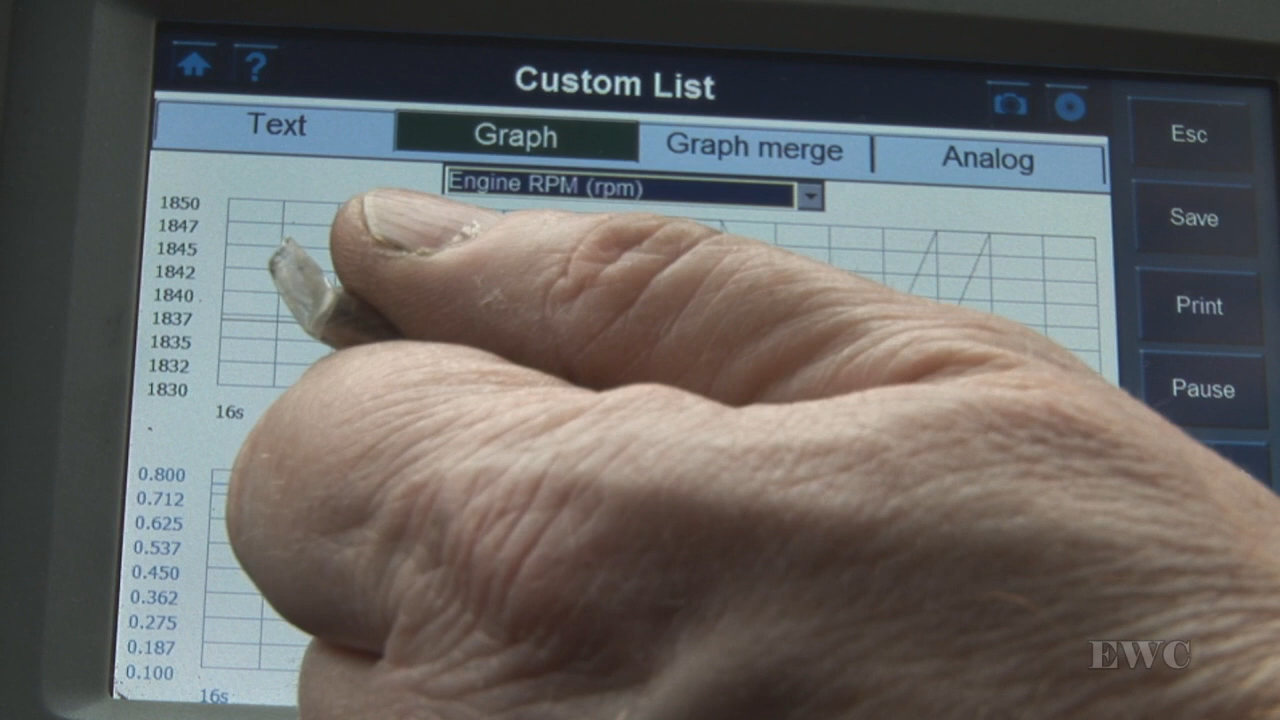 ?
Custom List
Text
Graph
Graph merge
Analog
Esc
Save
Print
Pause
Engine RPM (rpm)
1850
1847
1845
1842
1840
1837
1835
1832
1830
16s
0.800
0.712
0.625
0.537
0.450
0.362
0.275
0.187
0.100
16s
EWC